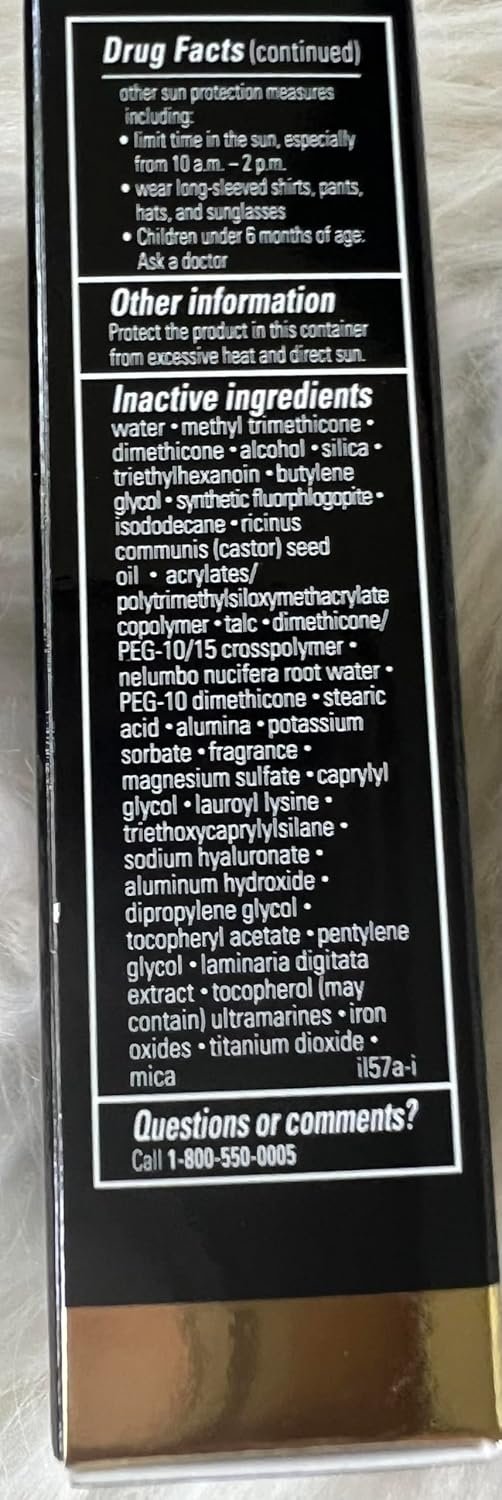 Drug Facts (continued)
other sun protection measures
including:
• limit time in the sun, especially
from 10 a.m. – 2 p.m.
• wear long-sleeved shirts, pants,
hats, and sunglasses
• Children under 6 months of age:
Ask a doctor
Other information
Protect the product in this container
from excessive heat and direct sun.
Inactive ingredients
water • methyl trimethicone •
dimethicone • alcohol • silica •
triethylhexanoin • butylene
glycol • synthetic fluorphlogopite •
isododecane • ricinus
communis (castor) seed
oil • acrylates/
polytrimethylsiloxymethacrylate
copolymer • talc • dimethicone/
PEG-10/15 crosspolymer •
nelumbo nucifera root water •
PEG-10 dimethicone • stearic
acid • alumina • potassium
sorbate • fragrance •
magnesium sulfate • caprylyl
glycol • lauroyl lysine •
triethoxycaprylylsilane •
sodium hyaluronate •
aluminum hydroxide •
dipropylene glycol •
tocopheryl acetate • pentylene
glycol • laminaria digitata
extract • tocopherol (may
contain) ultramarines • iron
oxides • titanium dioxide •
mica il57a-i
Questions or comments?
Call 1-800-550-0005